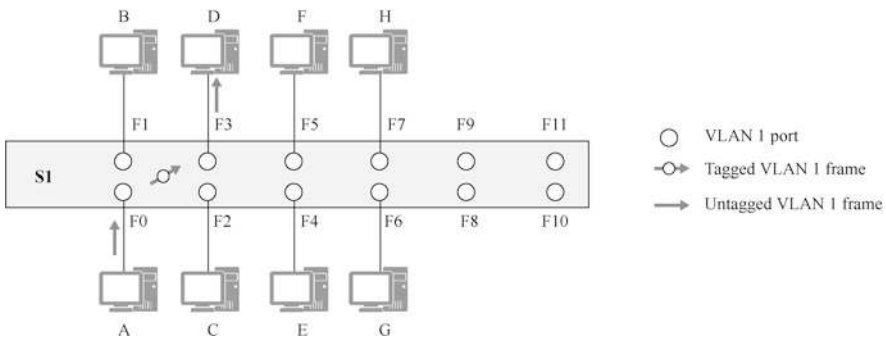 B D F H
F1 F3 F5 F7 F9 F11
S1
F0 F2 F4 F6 F8 F10
A C E G
VLAN 1 port
Tagged VLAN 1 frame
Untagged VLAN 1 frame